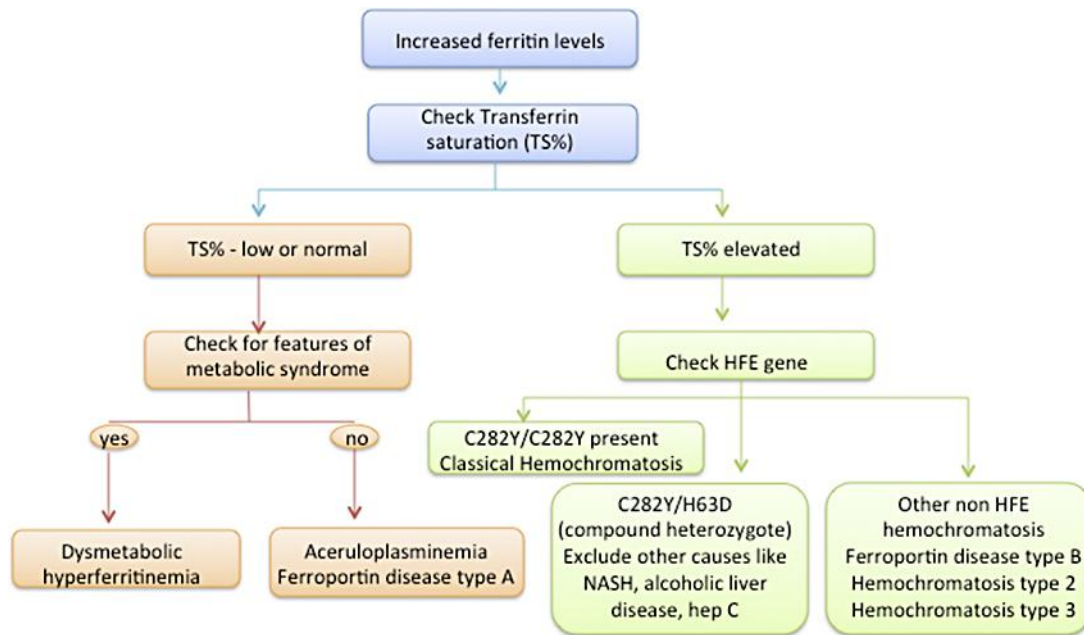 Increased ferritin levels
Check Transferrin
saturation (TS%)
TS% - low or normal
TS% elevated
Check for features of
metabolic syndrome
Check HFE gene
yes
no
C282Y/C282Y present
Classical Hemochromatosis
Dysmetabolic
hyperferritinemia
Aceruloplasminemia
Ferroportin disease type A
C282Y/H63D
(compound heterozygote)
Exclude other causes like
NASH, alcoholic liver
disease, hep C
Other non HFE
hemochromatosis
Ferroportin disease type B
Hemochromatosis type 2
Hemochromatosis type 3